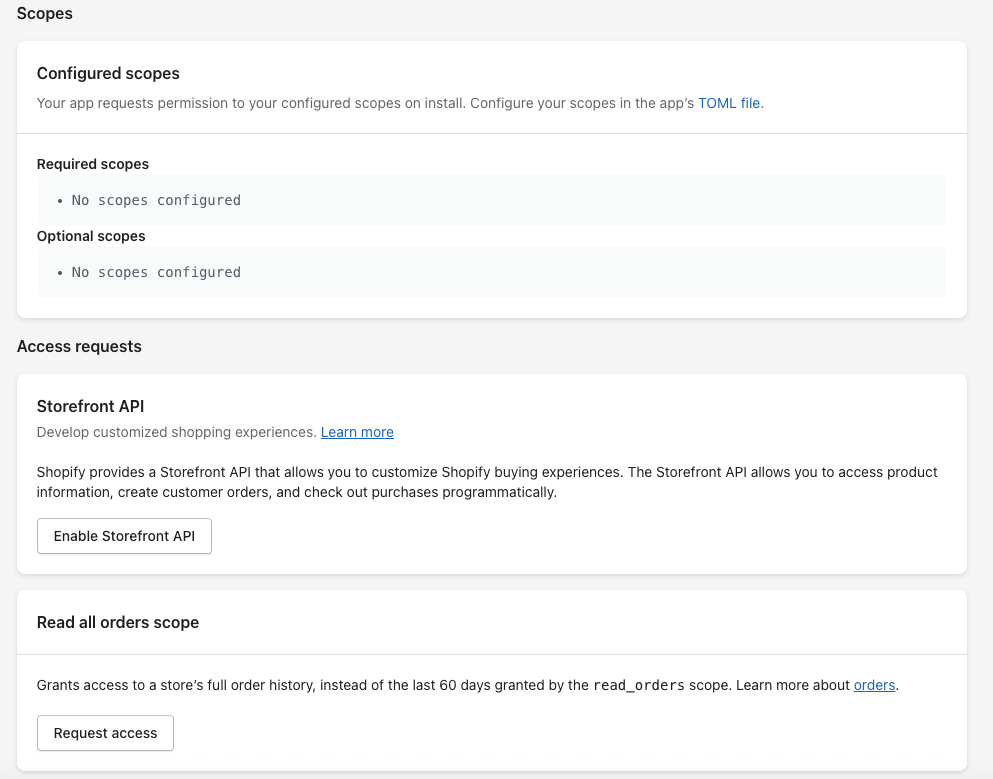 Scopes
Configured scopes
Your app requests permission to your configured scopes on install. Configure your scopes in the app’s TOML file.
Required scopes
• No scopes configured
Optional scopes
• No scopes configured
Access requests
Storefront API
Develop customized shopping experiences. Learn more
Shopify provides a Storefront API that allows you to customize Shopify buying experiences. The Storefront API allows you to access product
information, create customer orders, and check out purchases programmatically.
Enable Storefront API
Read all orders scope
Grants access to a store’s full order history, instead of the last 60 days granted by the read_orders scope. Learn more about orders.
Request access